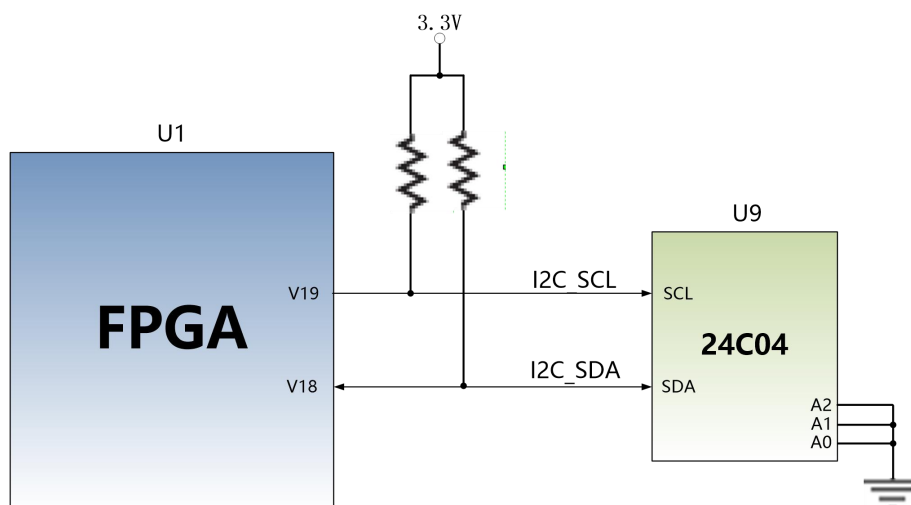 3.3V
U1
U9
V19
I2C_SCL
SCL
FPGA
24C04
V18
I2C_SDA
SDA
A2
A1
A0